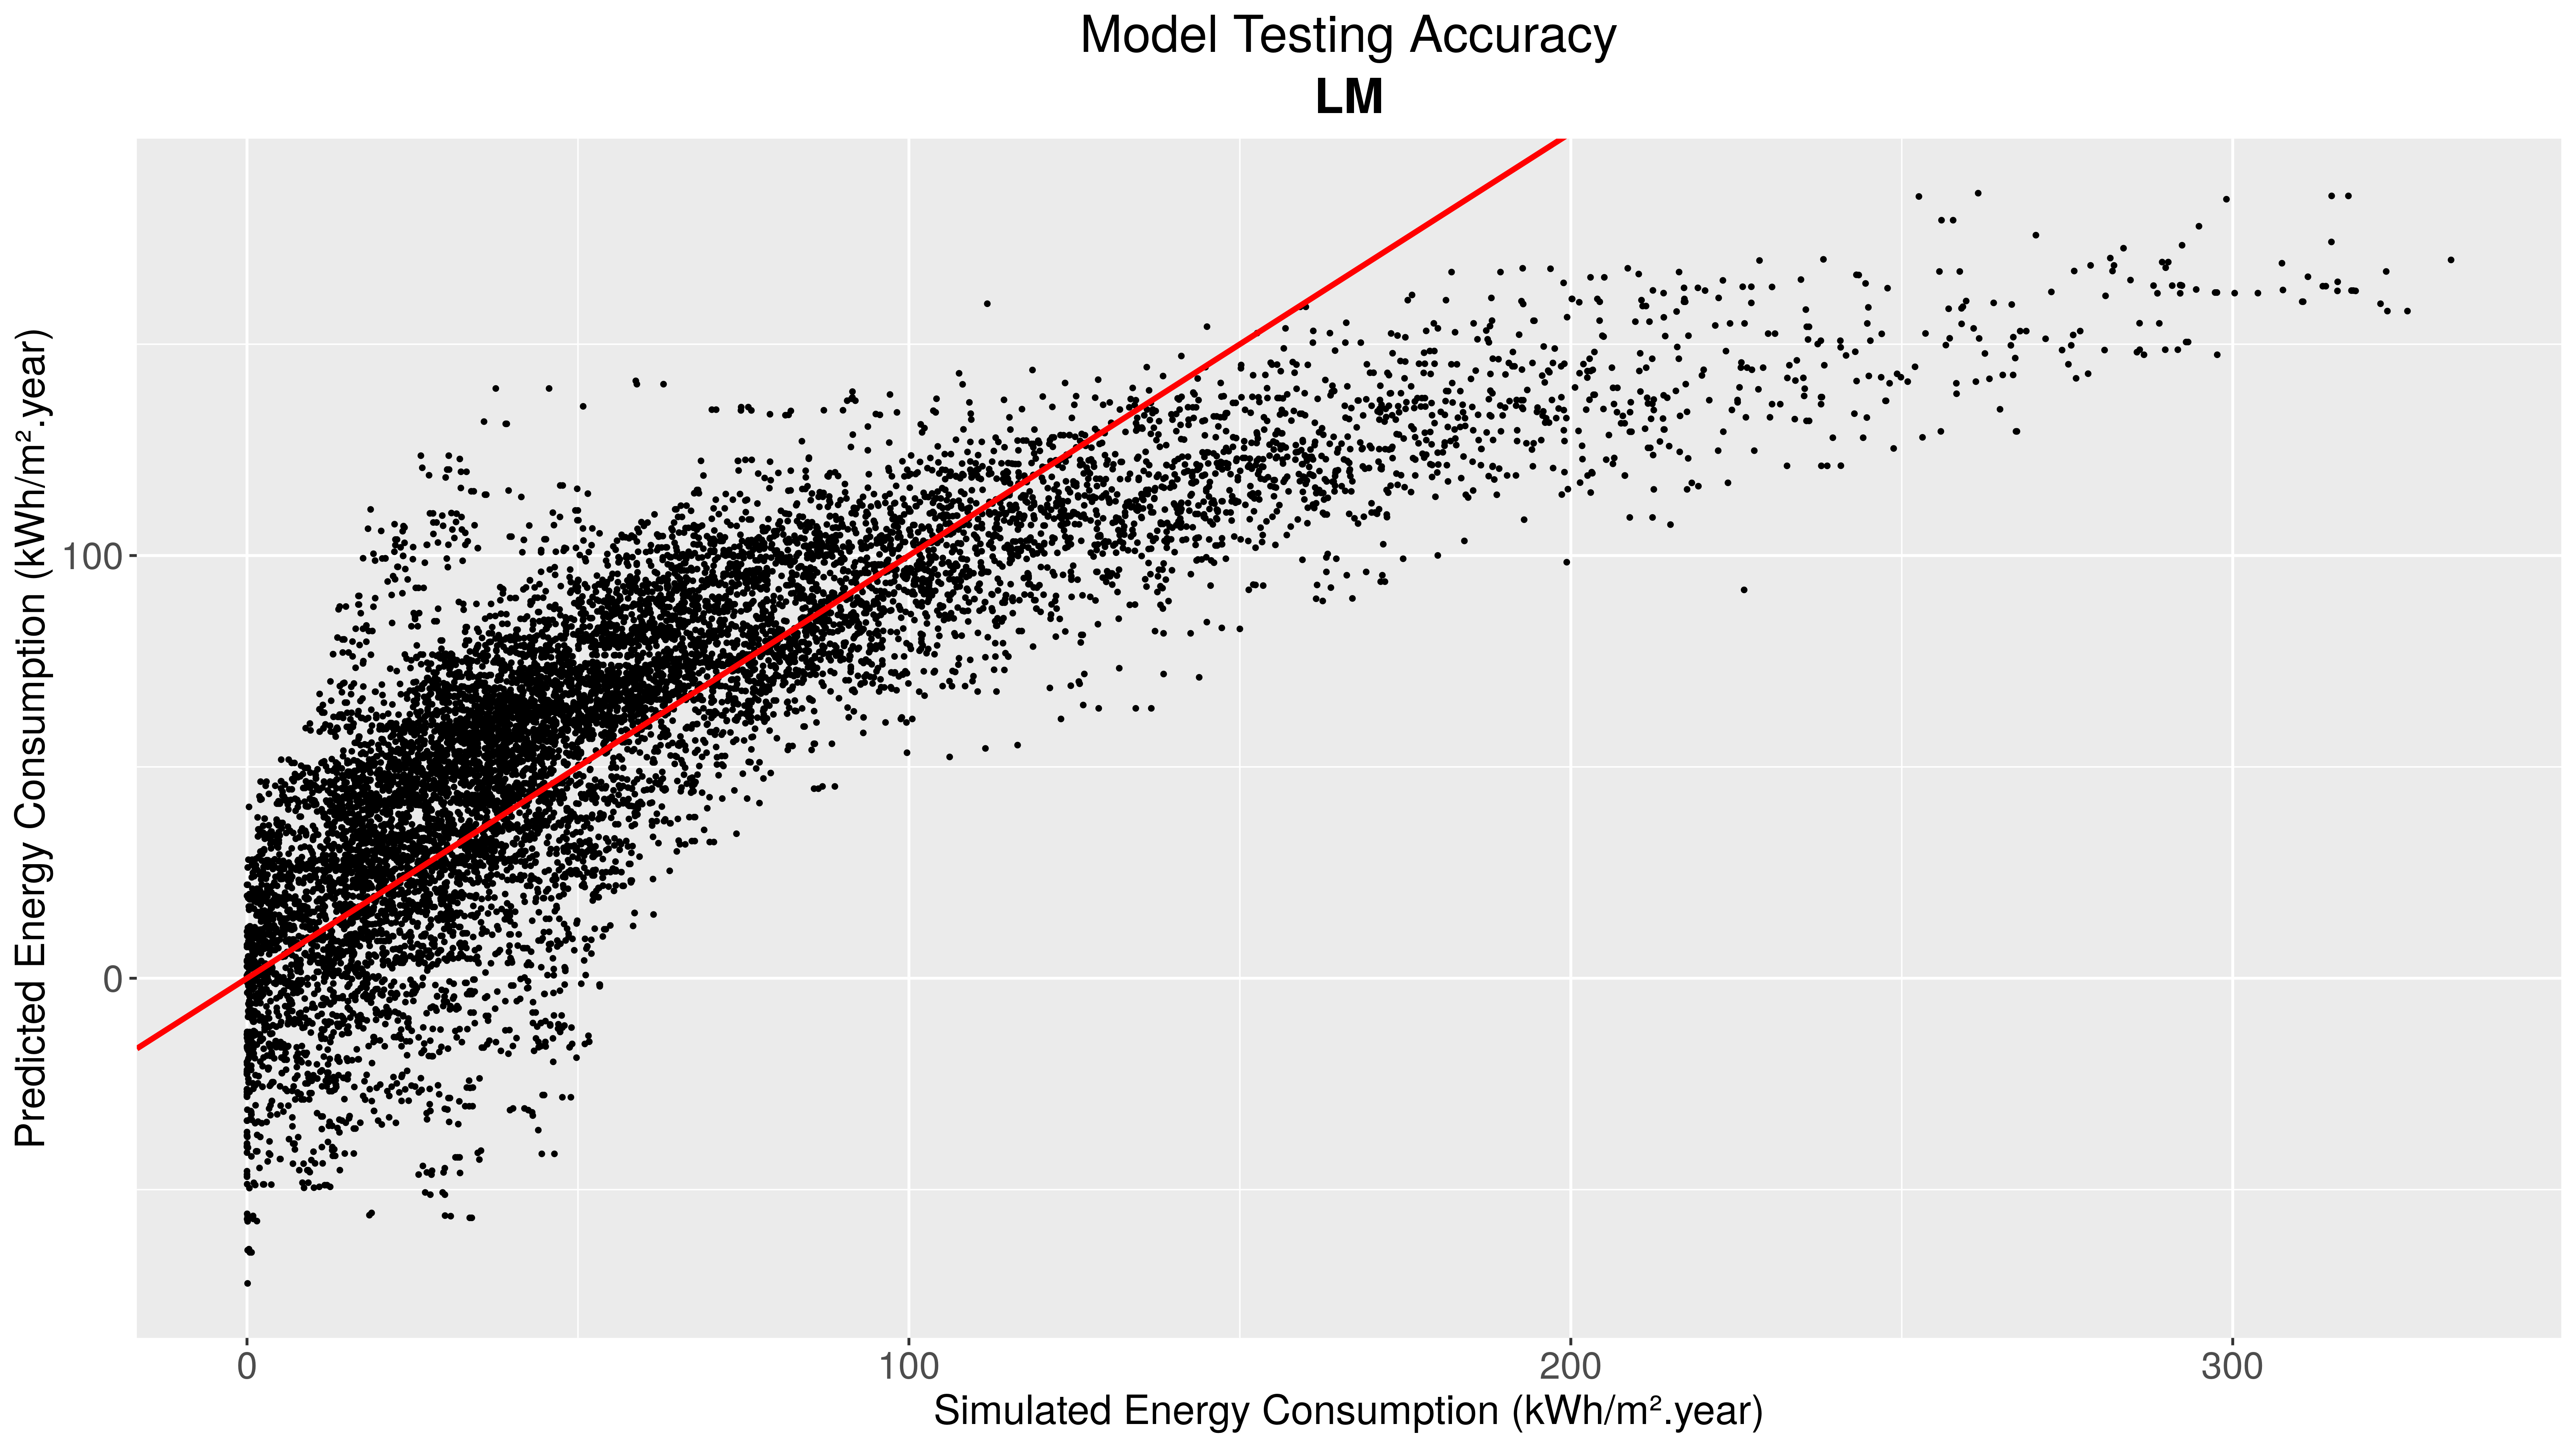 Model Testing Accuracy
LM
Predicted Energy Consumption (kWh/m².year)
100
0
0
100
200
300
Simulated Energy Consumption (kWh/m².year)